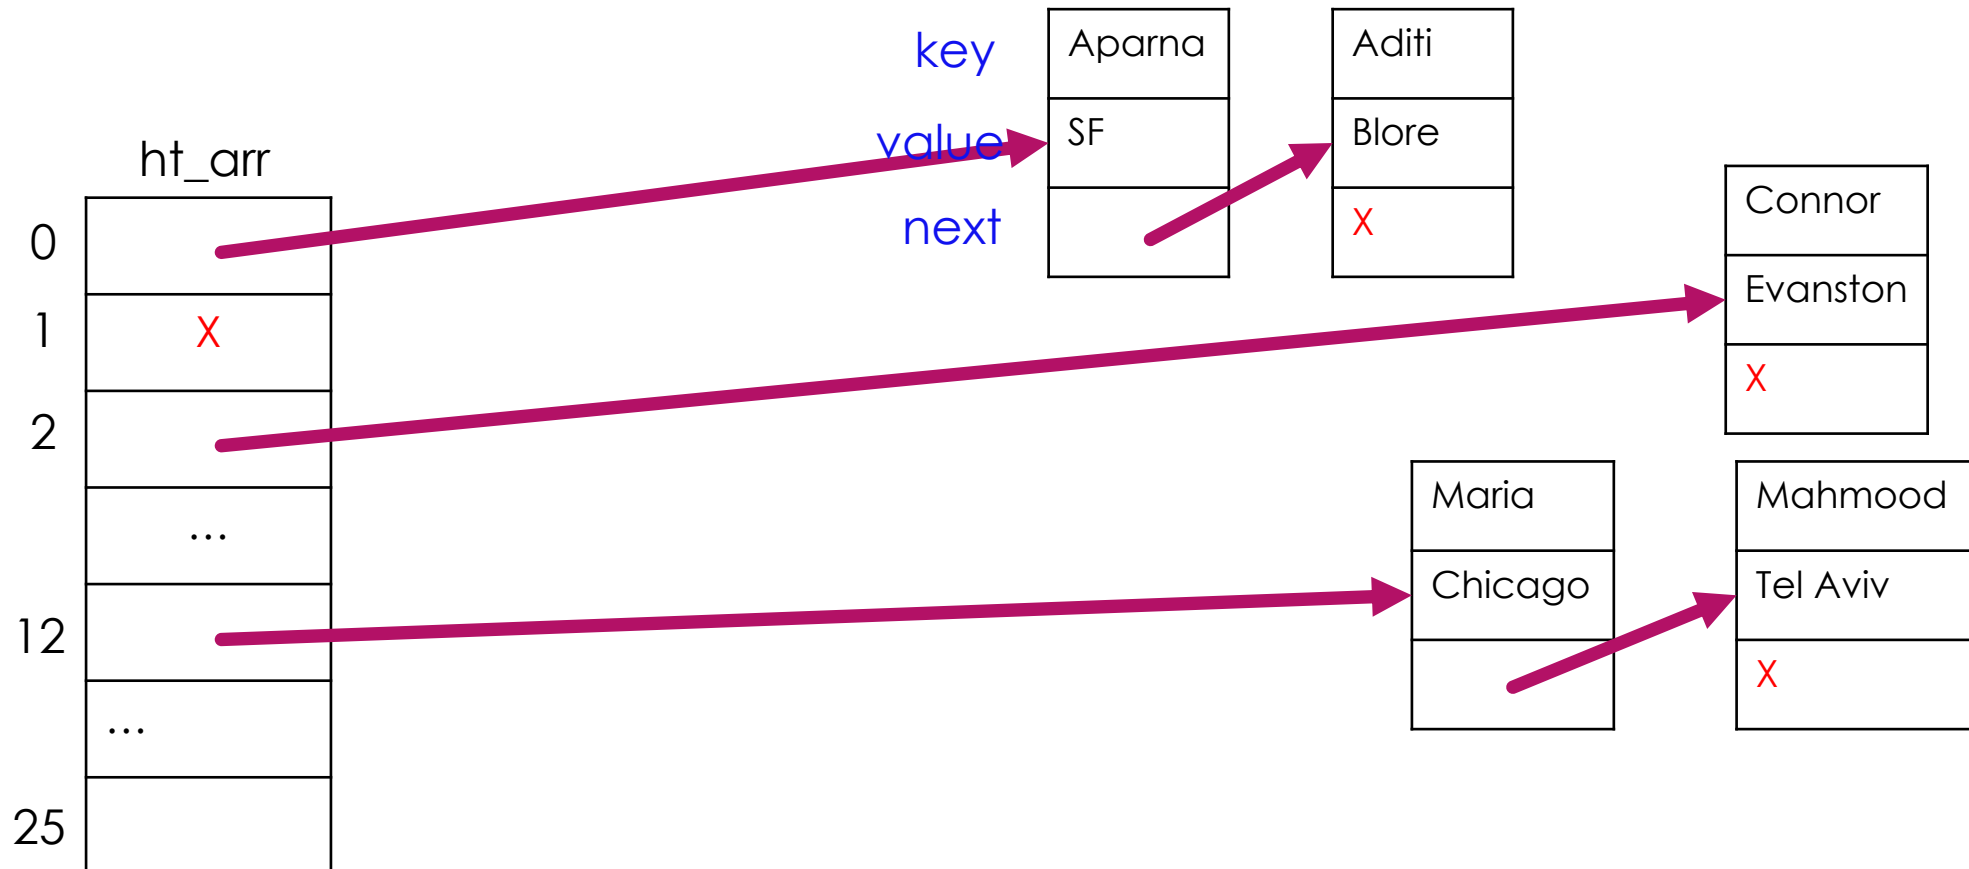 ht_arr
0
1
X
2
…
12
…
25
key
value
next
Aparna
SF
Aditi
Blore
X
Connor
Evanston
X
Maria
Chicago
Mahmood
Tel Aviv
X